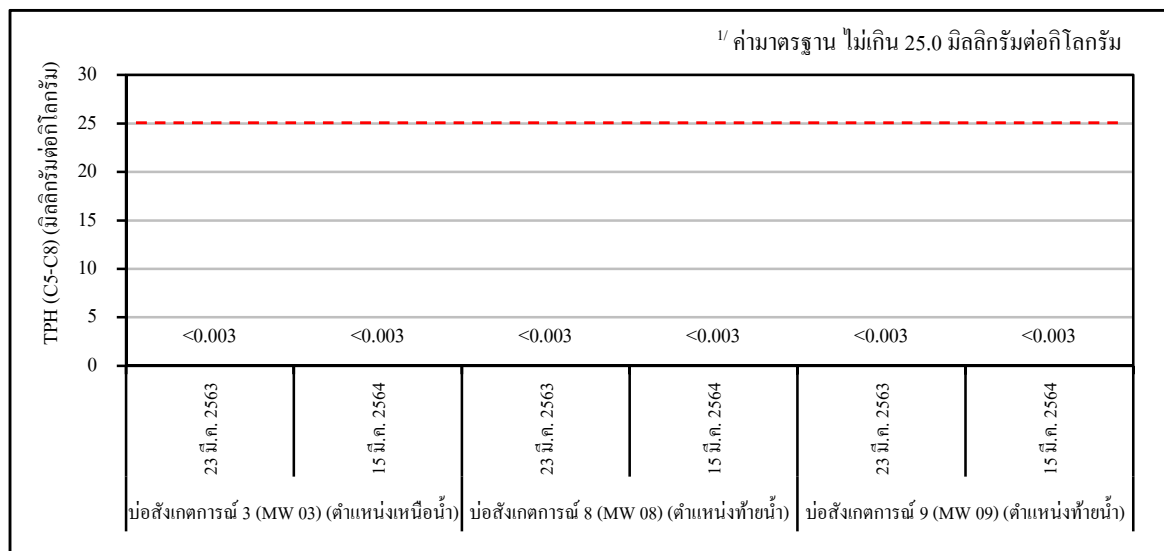 1/ ค่ามาตรฐาน ไม่เกิน 25.0 มิลลิกรัมต่อกิโลกรัม
TPH (C5-C8) (มิลลิกรัมต่อกิโลกรัม)
30
25
20
15
10
5
0
<0.003 <0.003 <0.003 <0.003 <0.003 <0.003
23 มี.ค. 2563 15 มี.ค. 2564 23 มี.ค. 2563 15 มี.ค. 2564 23 มี.ค. 2563 15 มี.ค. 2564
บ่อสังเกตการณ์ 3 (MW 03) (ตำแหน่งเหนือน้ำ) บ่อสังเกตการณ์ 8 (MW 08) (ตำแหน่งท้ายน้ำ) บ่อสังเกตการณ์ 9 (MW 09) (ตำแหน่งท้ายน้ำ)